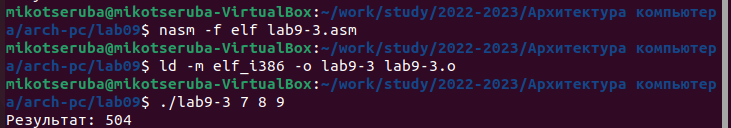 mikotseruba@mikotseruba-VirtualBox:~/work/study/2022-2023/Архитектура компьютер
а/arch-pc/lab09$ nasm -f elf lab9-3.asm
mikotseruba@mikotseruba-VirtualBox:~/work/study/2022-2023/Архитектура компьютер
а/arch-pc/lab09$ ld -m elf_i386 -o lab9-3 lab9-3.o
mikotseruba@mikotseruba-VirtualBox:~/work/study/2022-2023/Архитектура компьютер
а/arch-pc/lab09$ ./lab9-3 7 8 9
Результат: 504